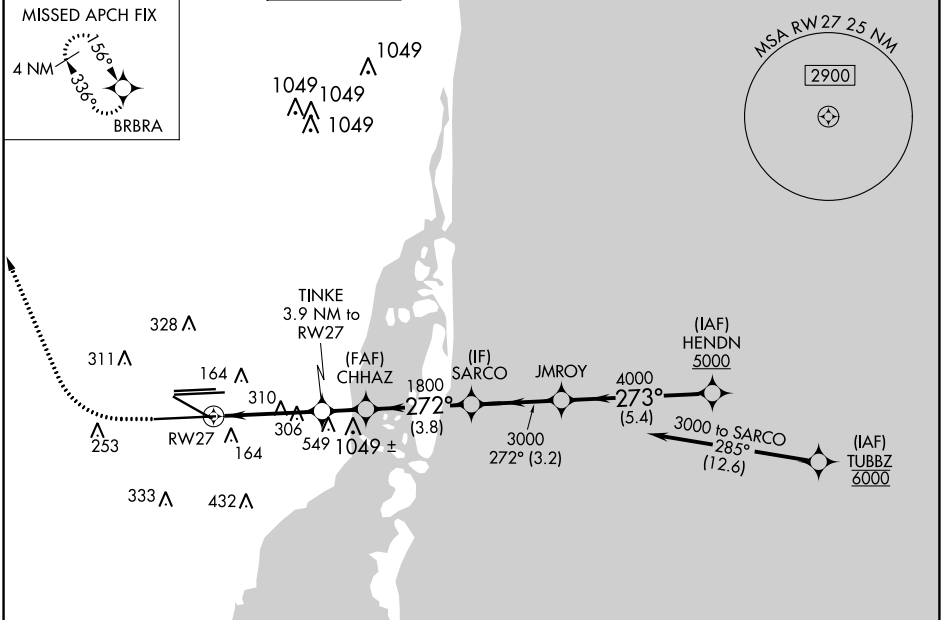 MISSED APCH FIX
4 NM
156°
336°
BRBRA
1049
1049
1049
1049
MSA RW27 25 NM
2900
TINKE
3.9 NM to
RW27
328
311
164
310
253
RW27
164
306
549
1049 ±
333
432
(FAF)
CHHAZ
1800
272°
(3.8)
(IF)
SARCO
JMROY
3000
272° (3.2)
4000
273°
(5.4)
(IAF)
HENDN
5000
3000 to SARCO
285°
(12.6)
(IAF)
TUBBZ
6000